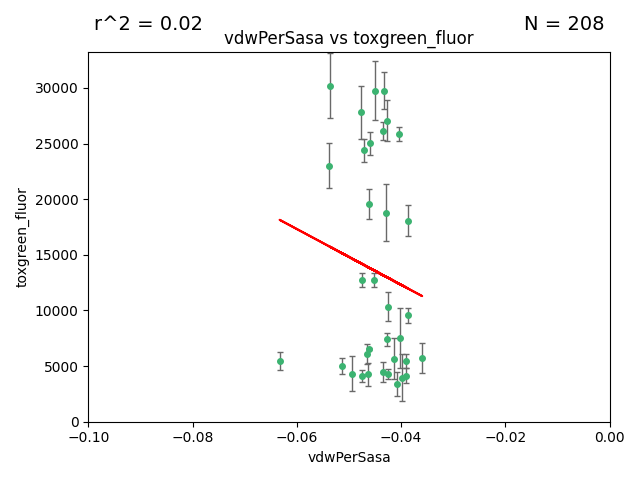 r^2 = 0.02
N = 208
vdwPerSasa vs toxgreen_fluor
30000
25000
20000
15000
10000
5000
0
toxgreen_fluor
−0.10
−0.08
−0.06
−0.04
−0.02
0.00
vdwPerSasa